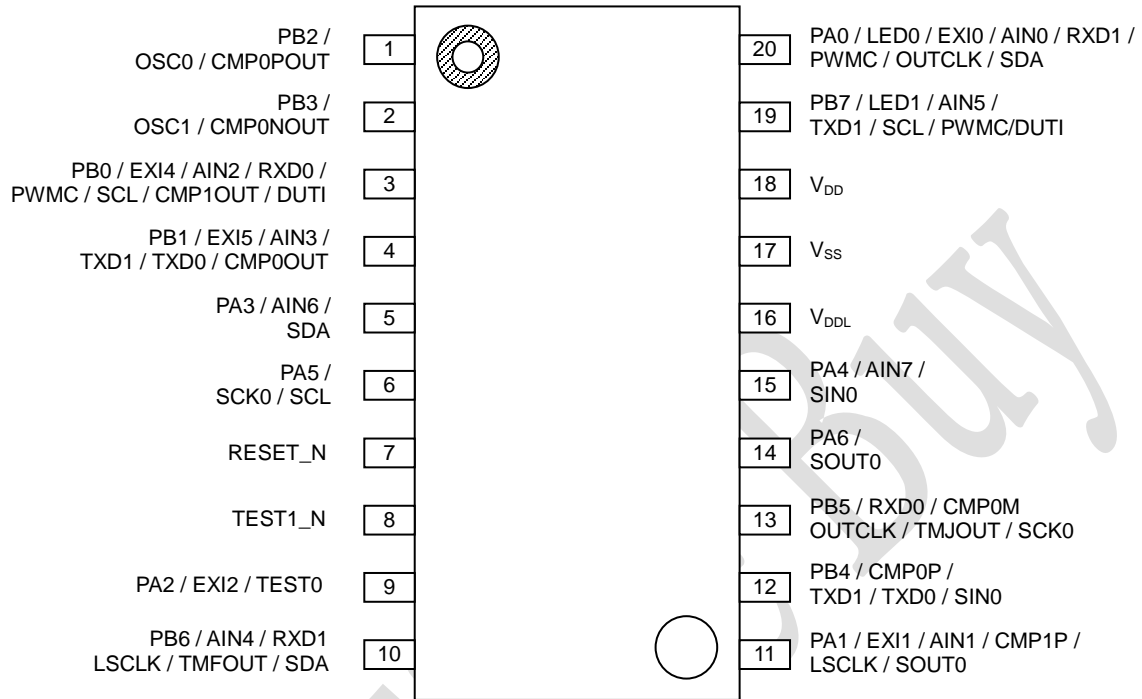 PB2 /
OSC0 / CMP0POUT
1
PB3 /
OSC1 / CMP0NOUT
2
PB0 / EXI4 / AIN2 / RXD0 /
PWMC / SCL / CMP1OUT / DUTI
3
PB1 / EXI5 / AIN3 /
TXD1 / TXD0 / CMP0OUT
4
PA3 / AIN6 /
SDA
5
PA5 /
SCK0 / SCL
6
RESET_N
7
TEST1_N
8
PA2 / EXI2 / TEST0
9
PB6 / AIN4 / RXD1
LSCLK / TMFOUT / SDA
10
20
PA0 / LED0 / EXI0 / AIN0 / RXD1 /
PWMC / OUTCLK / SDA
19
PB7 / LED1 / AIN5 /
TXD1 / SCL / PWMC/DUTI
18
VDD
17
VSS
16
VDDL
15
PA4 / AIN7 /
SIN0
14
PA6 /
SOUT0
13
PB5 / RXD0 / CMP0M
OUTCLK / TMJOUT / SCK0
12
PB4 / CMP0P /
TXD1 / TXD0 / SIN0
11
PA1 / EXI1 / AIN1 / CMP1P /
LSCLK / SOUT0
Buy